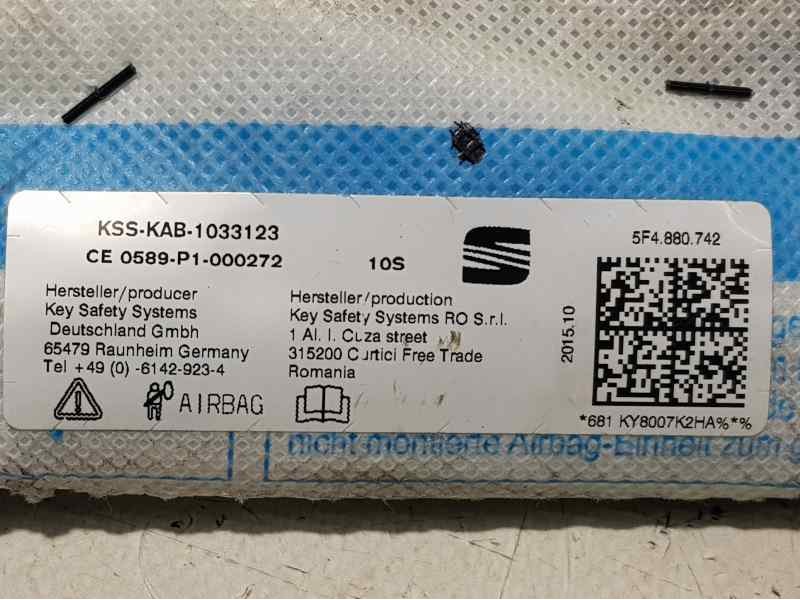 KSS-KAB-1033123
CE 0589-P1-000272
10S
5F4.880.742
Hersteller/producer
Key Safety Systems
Deutschland Gmbh
65479 Raunheim Germany
Tel +49 (0) -6142-923-4
Hersteller/production
Key Safety Systems RO S.r.l.
1 Al. I. Cuza street
315200 Curtici Free Trade
Romania
2015.10
AIRBAG
*681 KY8007K2HA%*%
nicht montierte Airbag-Einheit zum